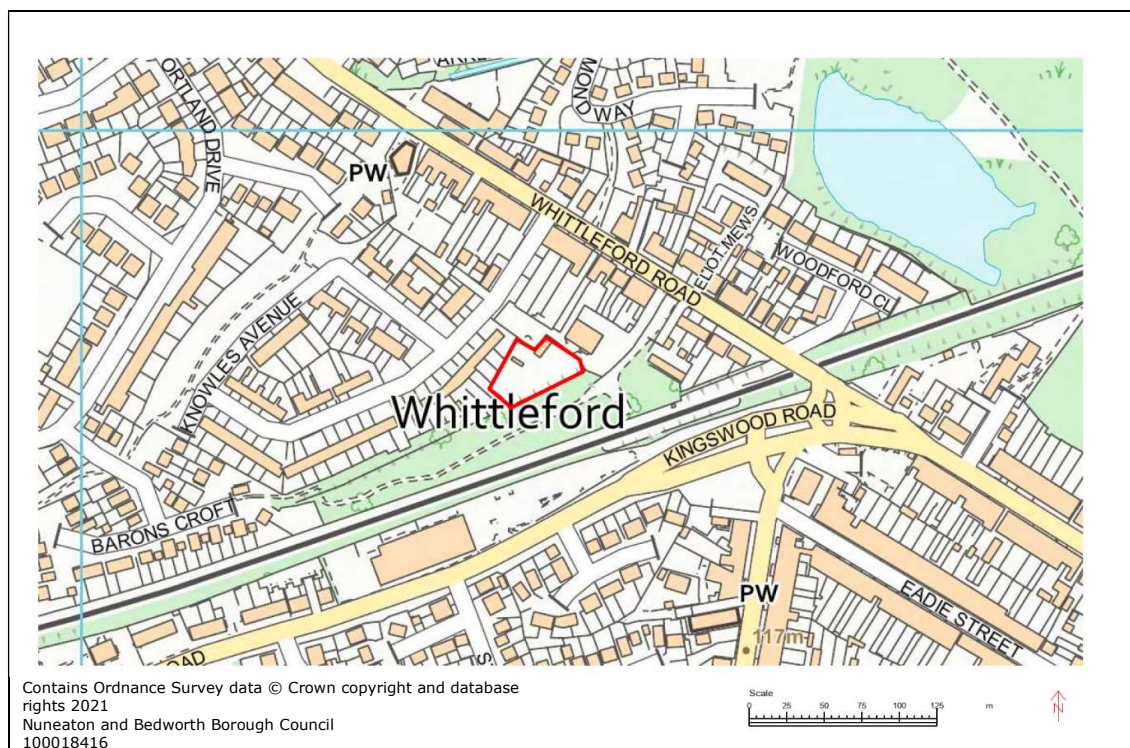 ORTLAND DRIVE
MOND WAY
PW
WHITTLEFORD ROAD
ELIOT MEWS
WOODFORD CL
KNOWLES AVENUE
Whittleford
KINGSWOOD ROAD
BARONS CROFT
EADIE STREET
PW
117m
ROAD
S
Contains Ordnance Survey data © Crown copyright and database
rights 2021
Nuneaton and Bedworth Borough Council
100018416
Scale
0 25 50 75 100 125 m
N